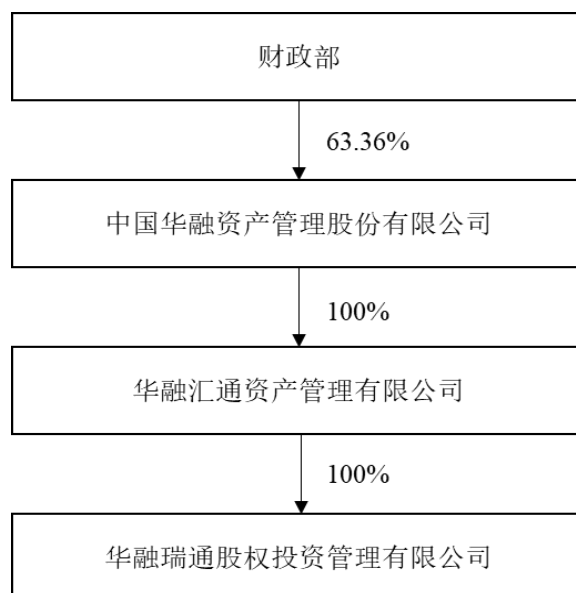 财政部
63.36%
中国华融资产管理股份有限公司
100%
华融汇通资产管理有限公司
100%
华融瑞通股权投资管理有限公司